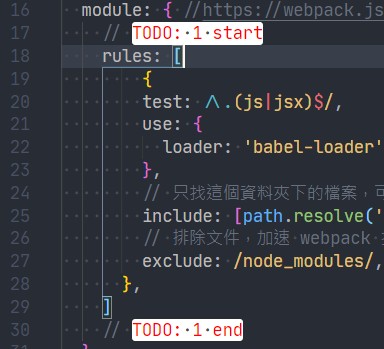 16 module: { //https://webpack.js
17 // TODO: 1 start
18 rules: [
19 {
20 test: /\.(js|jsx)$/,
21 use: {
22 loader: 'babel-loader'
23 },
24 // 只找這個資料夾下的檔案，可
25 include: [path.resolve('
26 // 排除文件，加速 webpack
27 exclude: /node_modules/,
28 },
29 ]
30 // TODO: 1 end
31 }